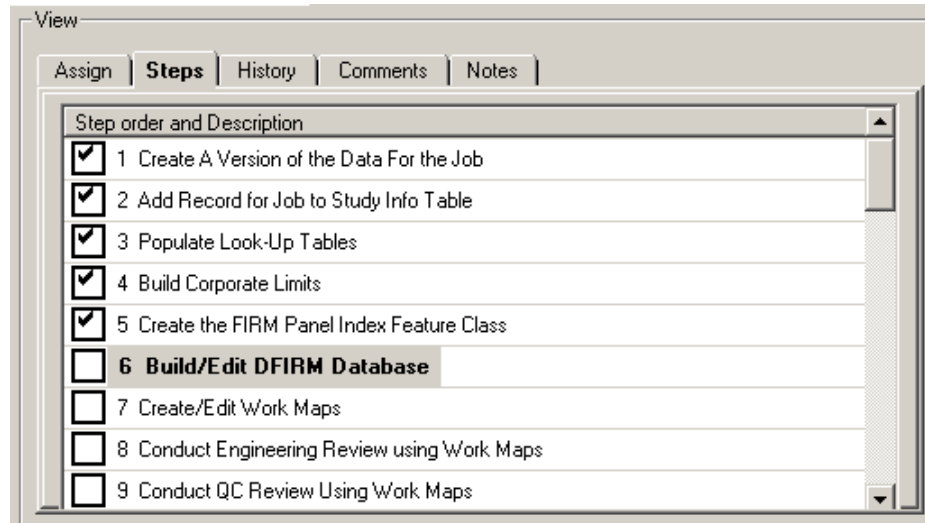 View
Assign Steps History Comments Notes
Step order and Description
1 Create A Version of the Data For the Job
2 Add Record for Job to Study Info Table
3 Populate Look-Up Tables
4 Build Corporate Limits
5 Create the FIRM Panel Index Feature Class
6 Build/Edit DFIRM Database
7 Create/Edit Work Maps
8 Conduct Engineering Review using Work Maps
9 Conduct QC Review Using Work Maps